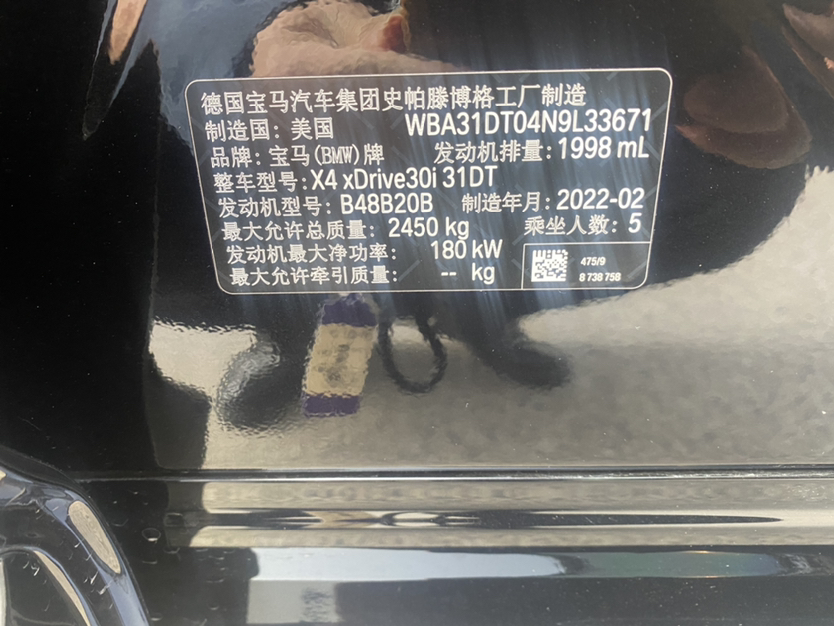 德国宝马汽车集团史帕滕博格工厂制造
制造国：美国 WBA31DT04N9L33671
品牌：宝马(BMW)牌 发动机排量：1998 mL
整车型号：X4 xDrive30i 31DT
发动机型号：B48B20B 制造年月：2022-02
最大允许总质量：2450 kg 乘坐人数：5
发动机最大净功率：180 kW
最大允许牵引质量：-- kg
475/9
8 738 758